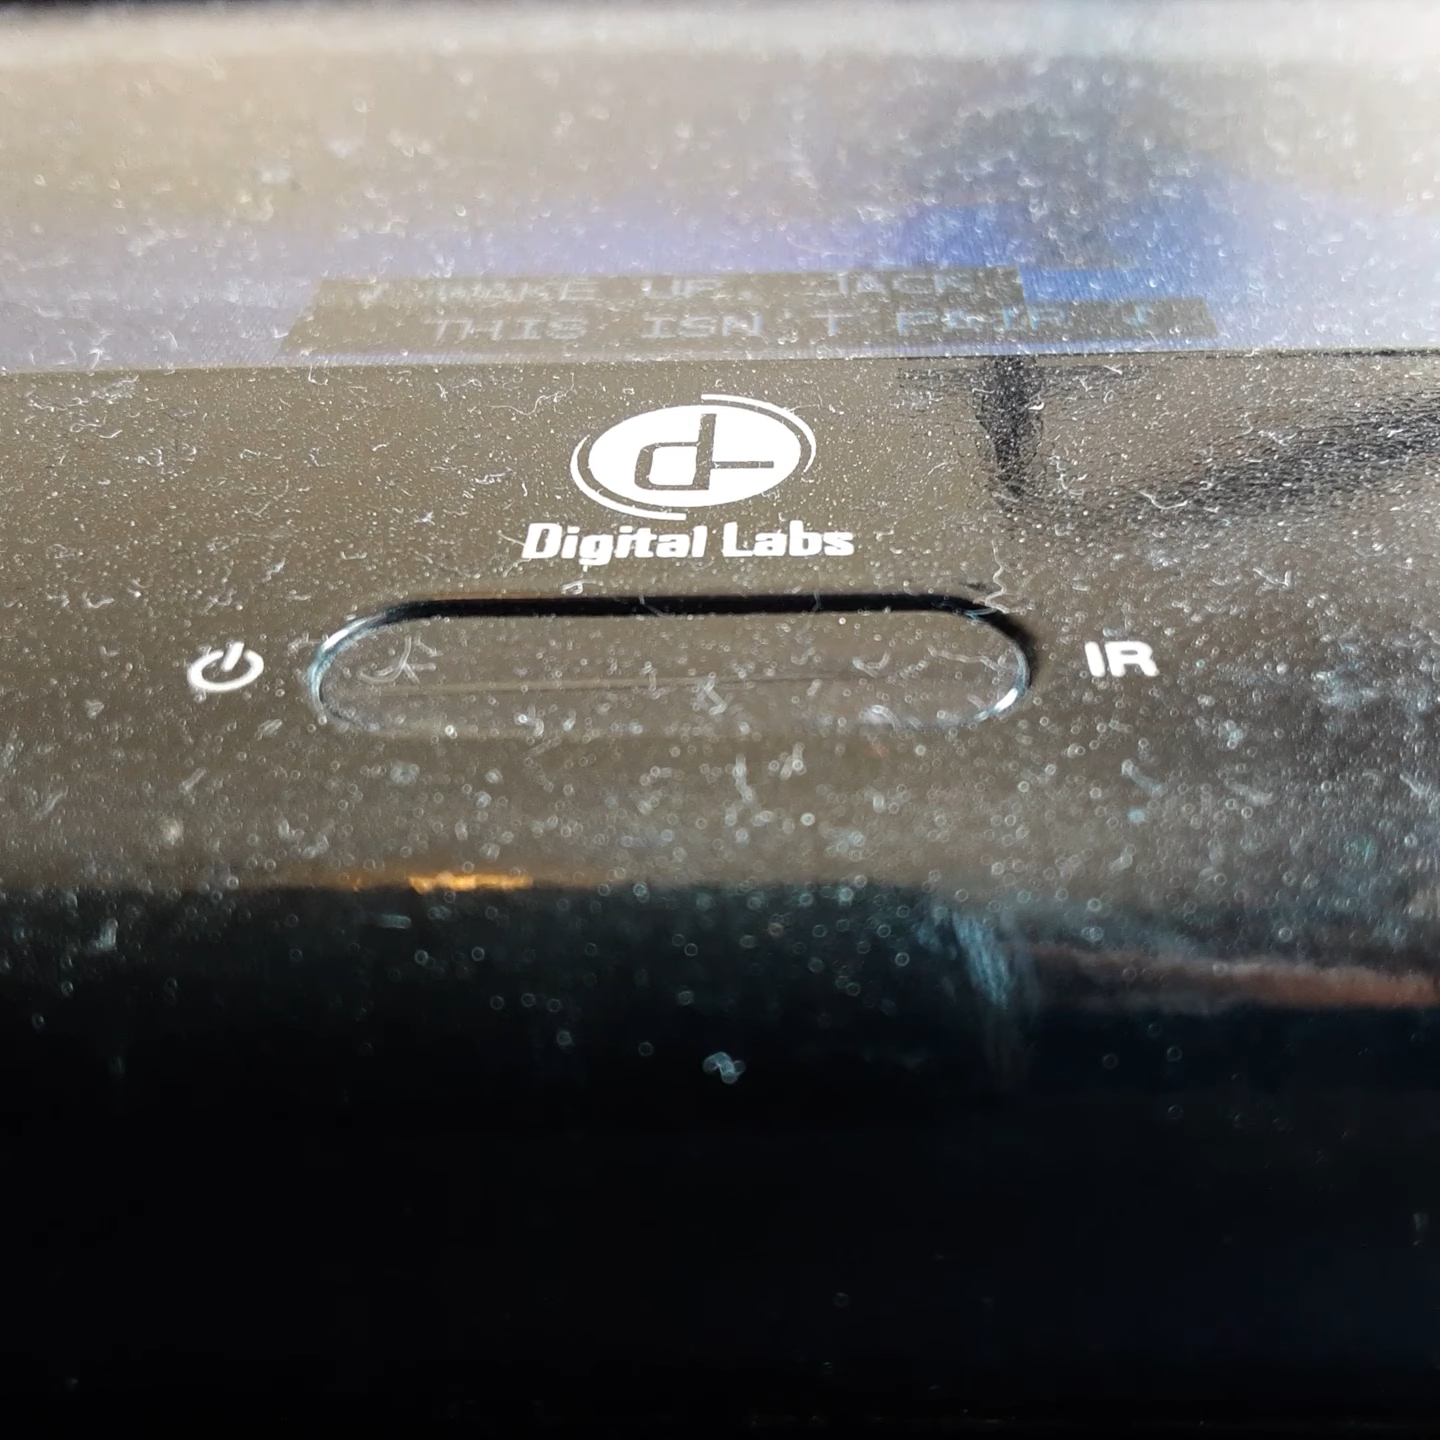 ♪ WAKE UP, JACK
THIS ISN'T FAIR ♪
Digital Labs
IR